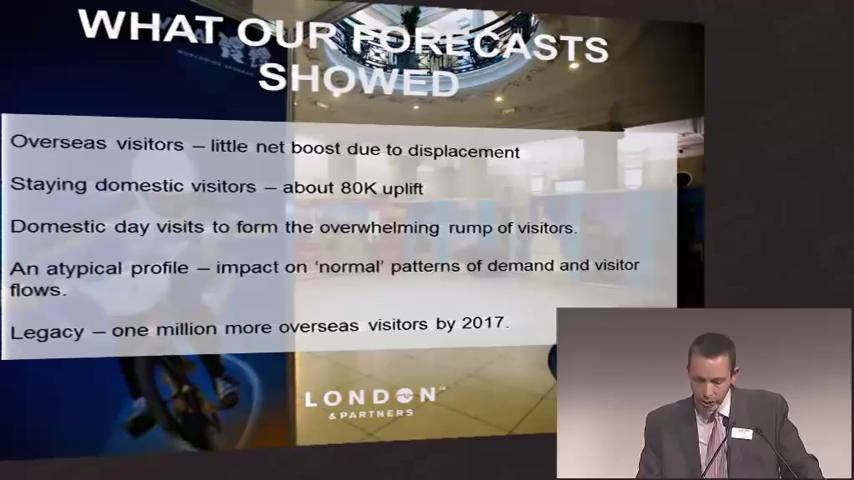 WHAT OUR FORECASTS
SHOWED
Overseas visitors – little net boost due to displacement
Staying domestic visitors – about 80K uplift
Domestic day visits to form the overwhelming rump of visitors.
An atypical profile – impact on ‘normal’ patterns of demand and visitor
flows.
Legacy – one million more overseas visitors by 2017.
LONDON
& PARTNERS